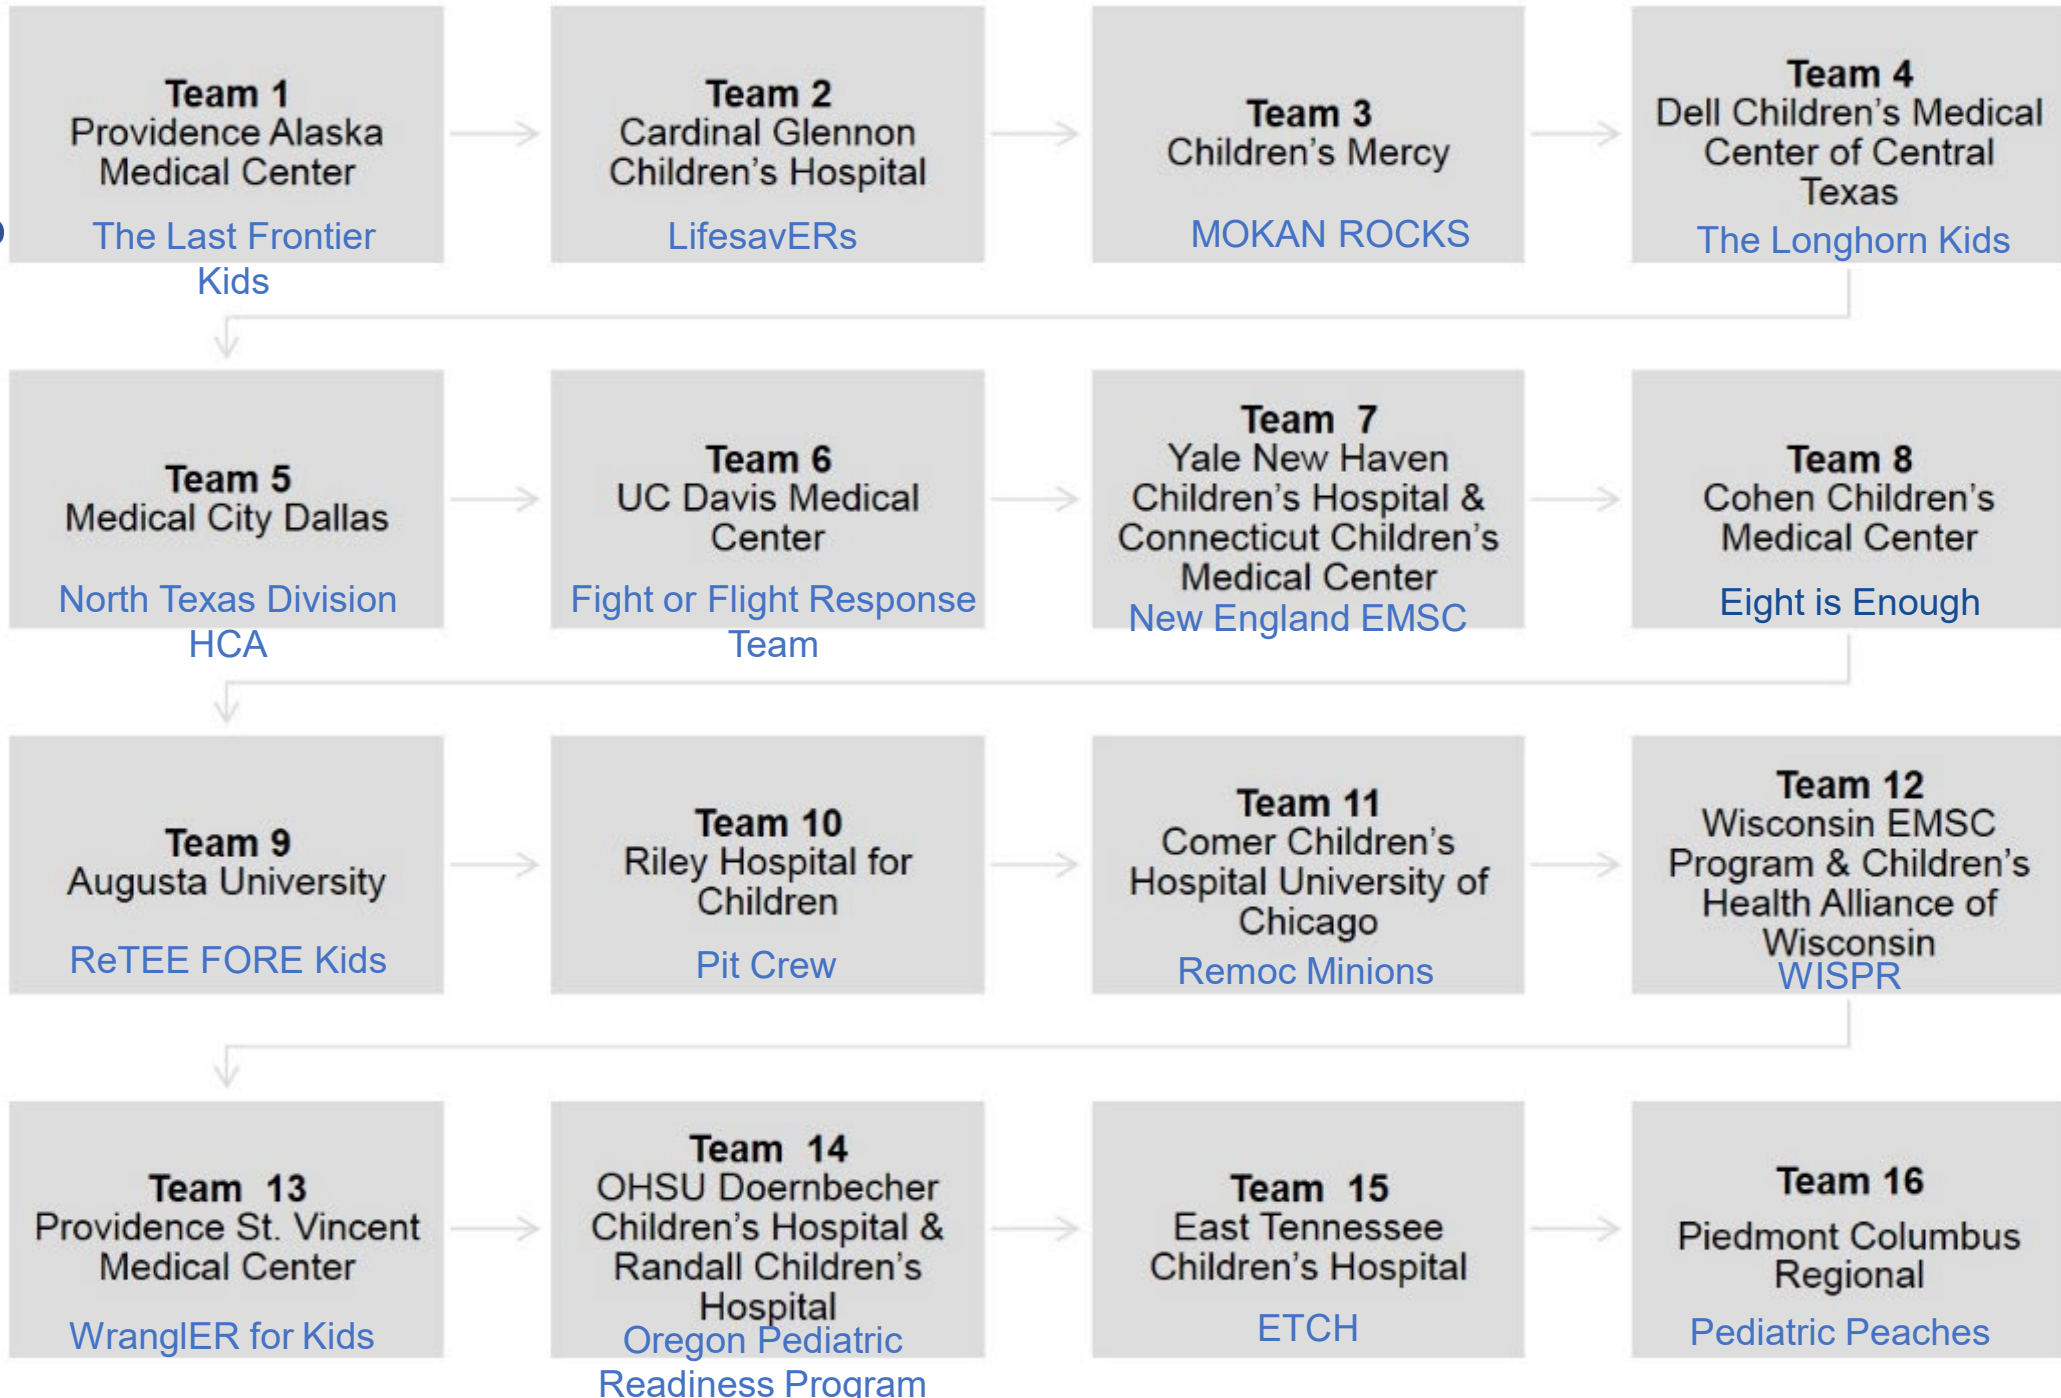 Team 1
Providence Alaska
Medical Center
The Last Frontier
Kids
Team 2
Cardinal Glennon
Children's Hospital
LifesavERs
Team 3
Children's Mercy
MOKAN ROCKS
Team 4
Dell Children's Medical
Center of Central
Texas
The Longhorn Kids
Team 5
Medical City Dallas
North Texas Division
HCA
Team 6
UC Davis Medical
Center
Fight or Flight Response
Team
Team 7
Yale New Haven
Children's Hospital &
Connecticut Children's
Medical Center
New England EMSC
Team 8
Cohen Children's
Medical Center
Eight is Enough
Team 9
Augusta University
ReTEE FORE Kids
Team 10
Riley Hospital for
Children
Pit Crew
Team 11
Comer Children's
Hospital University of
Chicago
Remoc Minions
Team 12
Wisconsin EMSC
Program & Children's
Health Alliance of
Wisconsin
WISPR
Team 13
Providence St. Vincent
Medical Center
WranglER for Kids
Team 14
OHSU Doernbecher
Children's Hospital &
Randall Children's
Hospital
Oregon Pediatric
Readiness Program
Team 15
East Tennessee
Children's Hospital
ETCH
Team 16
Piedmont Columbus
Regional
Pediatric Peaches